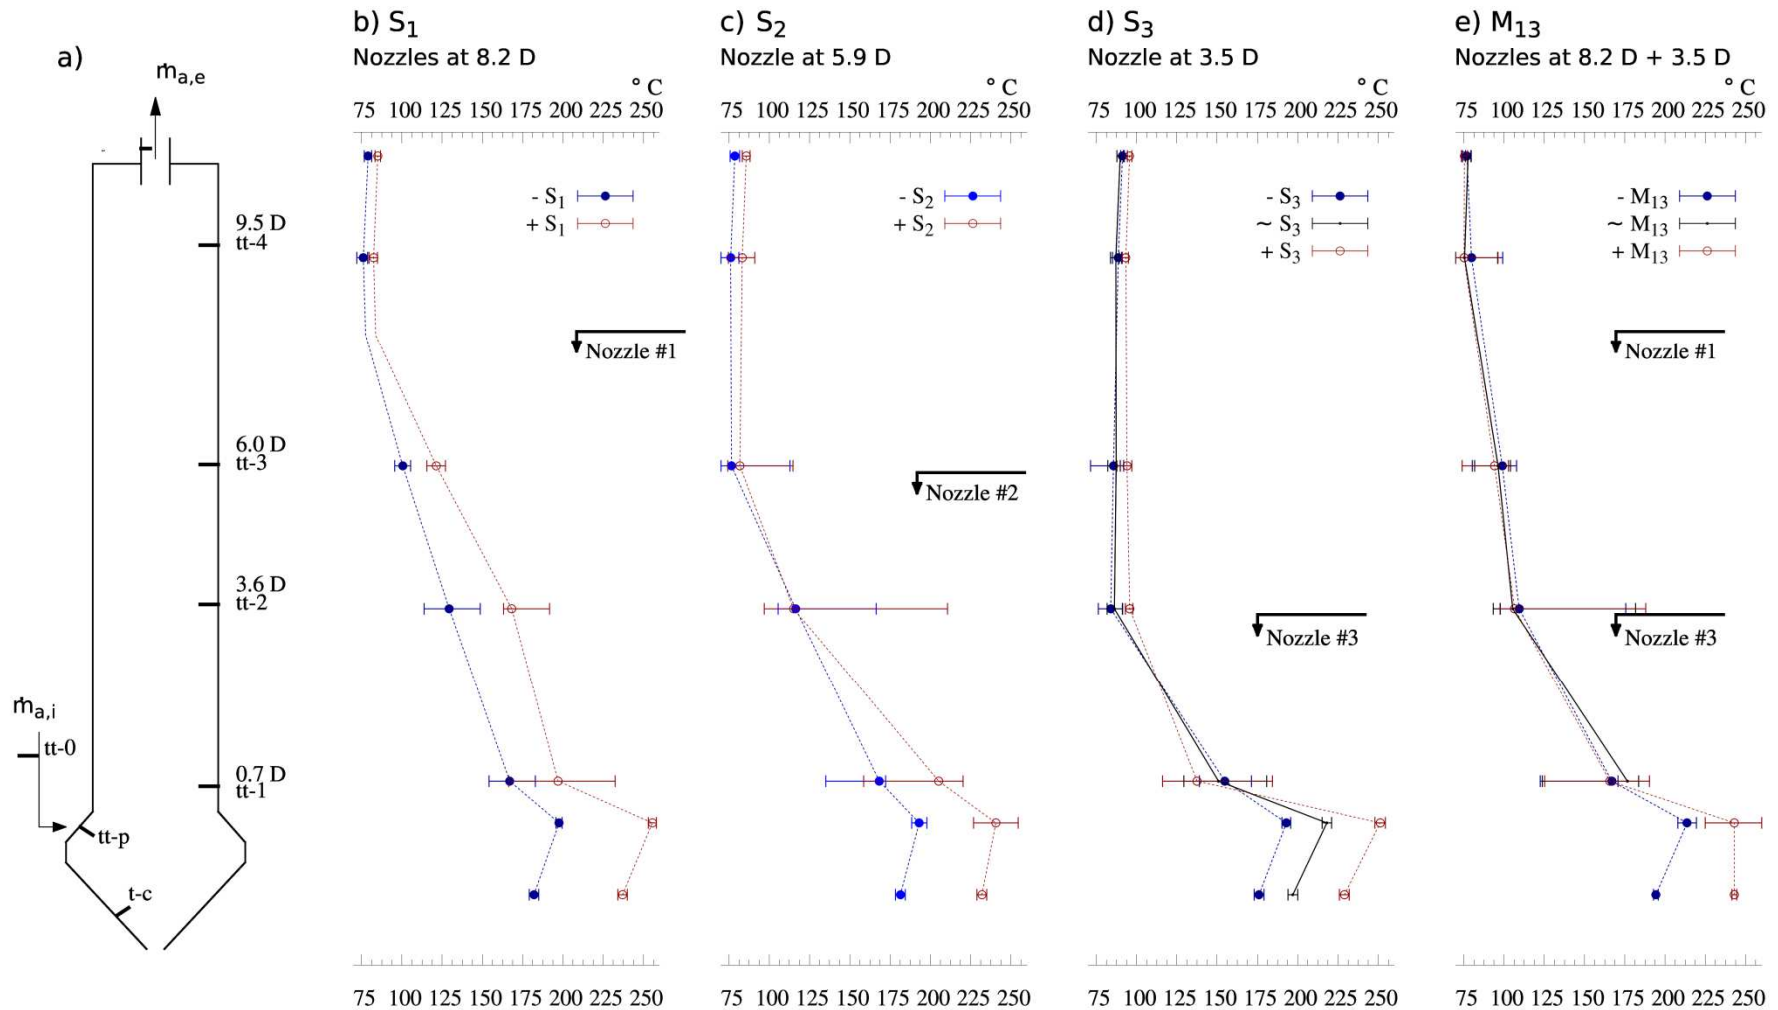 a)
ṁa,e
9.5 D
tt-4
6.0 D
tt-3
3.6 D
tt-2
ṁa,i
tt-0
0.7 D
tt-1
tt-p
t-c
b) S1
Nozzles at 8.2 D
° C
75 100 125 150 175 200 225 250
- S1
+ S1
Nozzle #1
75 100 125 150 175 200 225 250
c) S2
Nozzle at 5.9 D
° C
75 100 125 150 175 200 225 250
- S2
+ S2
Nozzle #2
75 100 125 150 175 200 225 250
d) S3
Nozzle at 3.5 D
° C
75 100 125 150 175 200 225 250
- S3
~ S3
+ S3
Nozzle #3
75 100 125 150 175 200 225 250
e) M13
Nozzles at 8.2 D + 3.5 D
° C
75 100 125 150 175 200 225 250
- M13
~ M13
+ M13
Nozzle #1
Nozzle #3
75 100 125 150 175 200 225 250